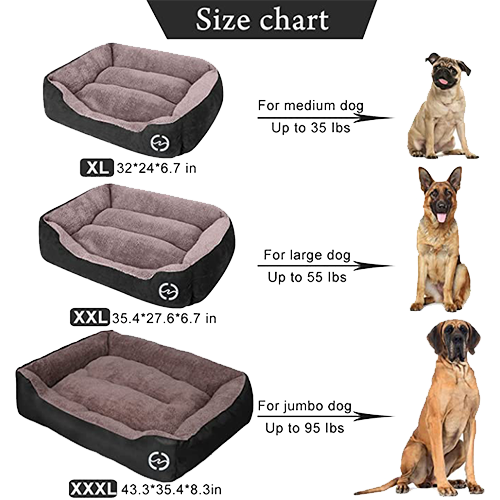 Size chart
For medium dog
Up to 35 lbs
XL 32*24*6.7 in
For large dog
Up to 55 lbs
XXL 35.4*27.6*6.7 in
For jumbo dog
Up to 95 lbs
XXXL 43.3*35.4*8.3in